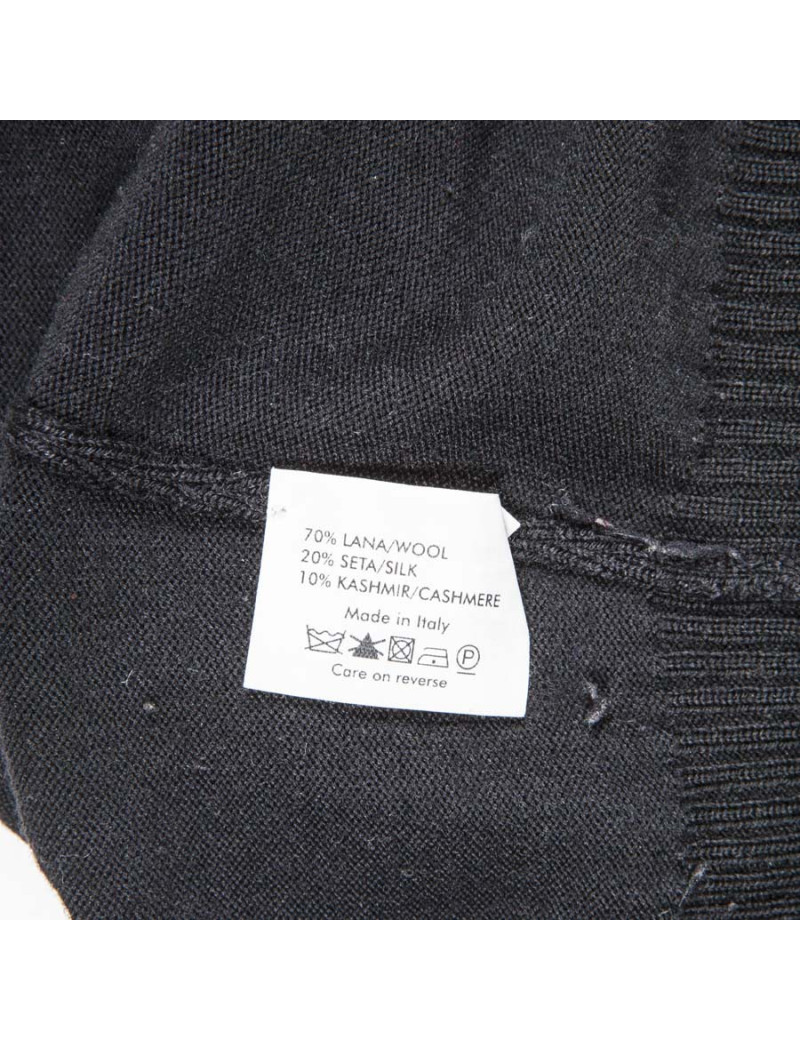 70% LANA/WOOL
20% SETA/SILK
10% KASHMIR/CASHMERE
Made in Italy
P
Care on reverse